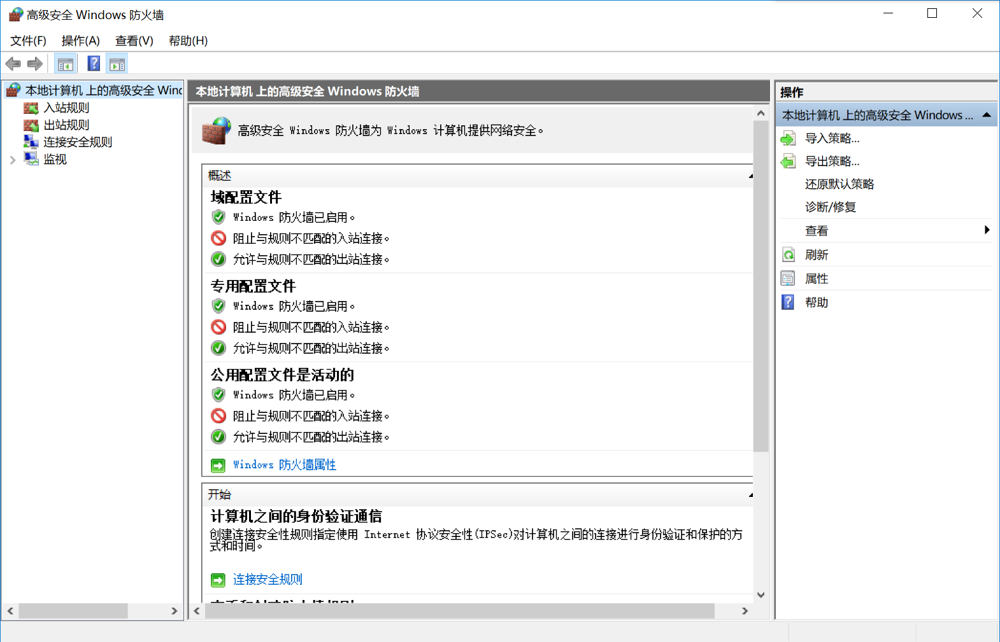 高级安全 Windows 防火墙
文件(F) 操作(A) 查看(V) 帮助(H)
本地计算机 上的高级安全 Wind
入站规则
出站规则
连接安全规则
监视
本地计算机 上的高级安全 Windows 防火墙
高级安全 Windows 防火墙为 Windows 计算机提供网络安全。
概述
域配置文件
Windows 防火墙已启用。
阻止与规则不匹配的入站连接。
允许与规则不匹配的出站连接。
专用配置文件
Windows 防火墙已启用。
阻止与规则不匹配的入站连接。
允许与规则不匹配的出站连接。
公用配置文件是活动的
Windows 防火墙已启用。
阻止与规则不匹配的入站连接。
允许与规则不匹配的出站连接。
Windows 防火墙属性
开始
计算机之间的身份验证通信
创建连接安全性规则指定使用 Internet 协议安全性(IPSec)对计算机之间的连接进行身份验证和保护的方
式和时间。
连接安全规则
操作
本地计算机 上的高级安全 Windows ...
导入策略...
导出策略...
还原默认策略
诊断/修复
查看
刷新
属性
帮助